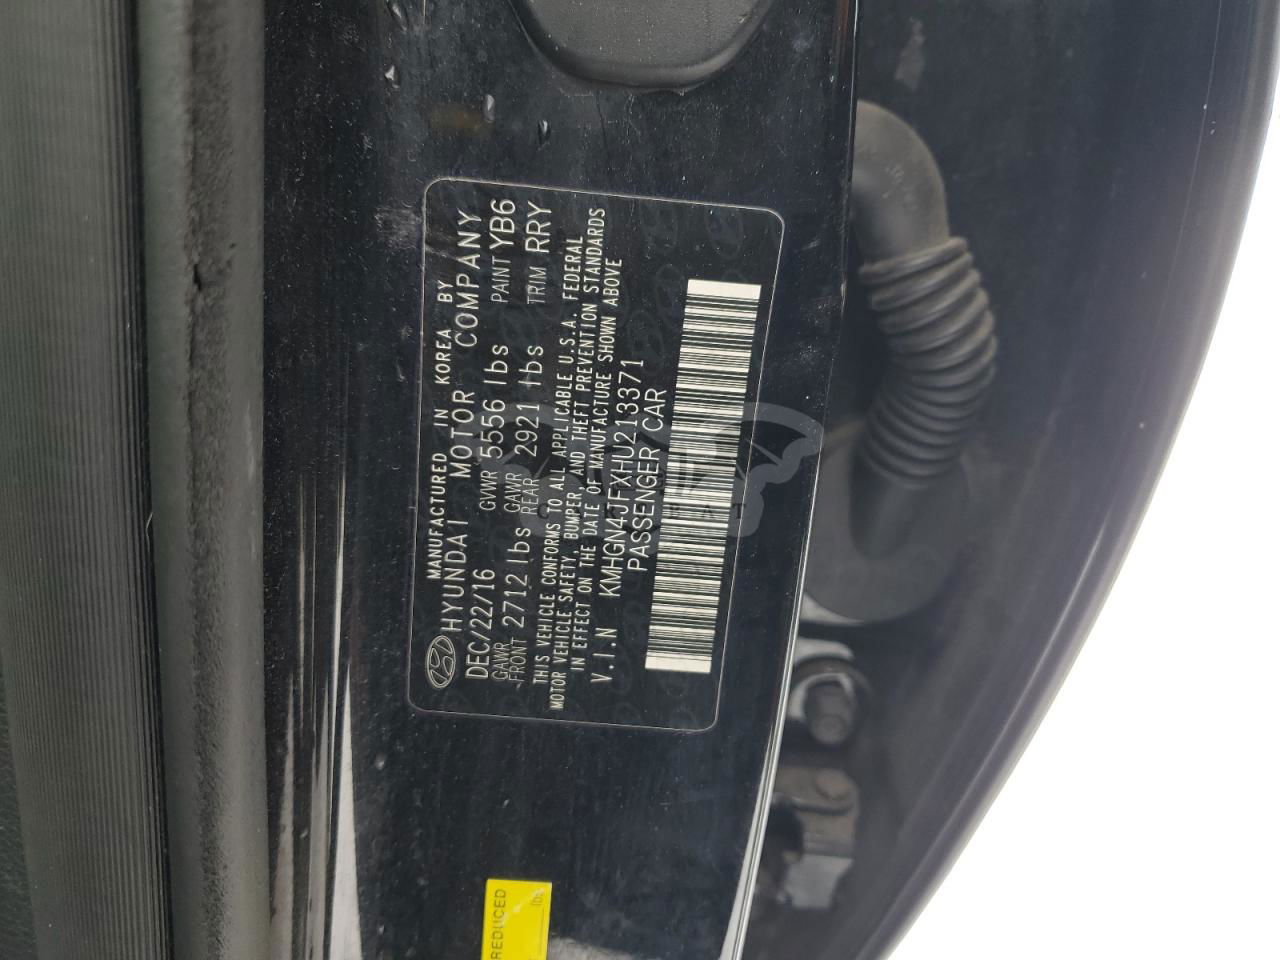 MANUFACTURED IN KOREA BY
HYUNDAI MOTOR COMPANY
DEC/22/16 GVWR 5556 lbs PAINT YB6
GAWR FRONT 2712 lbs GAWR REAR 2921 lbs TRIM RRY
THIS VEHICLE CONFORMS TO ALL APPLICABLE U.S.A. FEDERAL
MOTOR VEHICLE SAFETY, BUMPER, AND THEFT PREVENTION STANDARDS
IN EFFECT ON THE DATE OF MANUFACTURE SHOWN ABOVE
V.I.N KMHGN4JFXHU213371
PASSENGER CAR
REDUCED
lbs